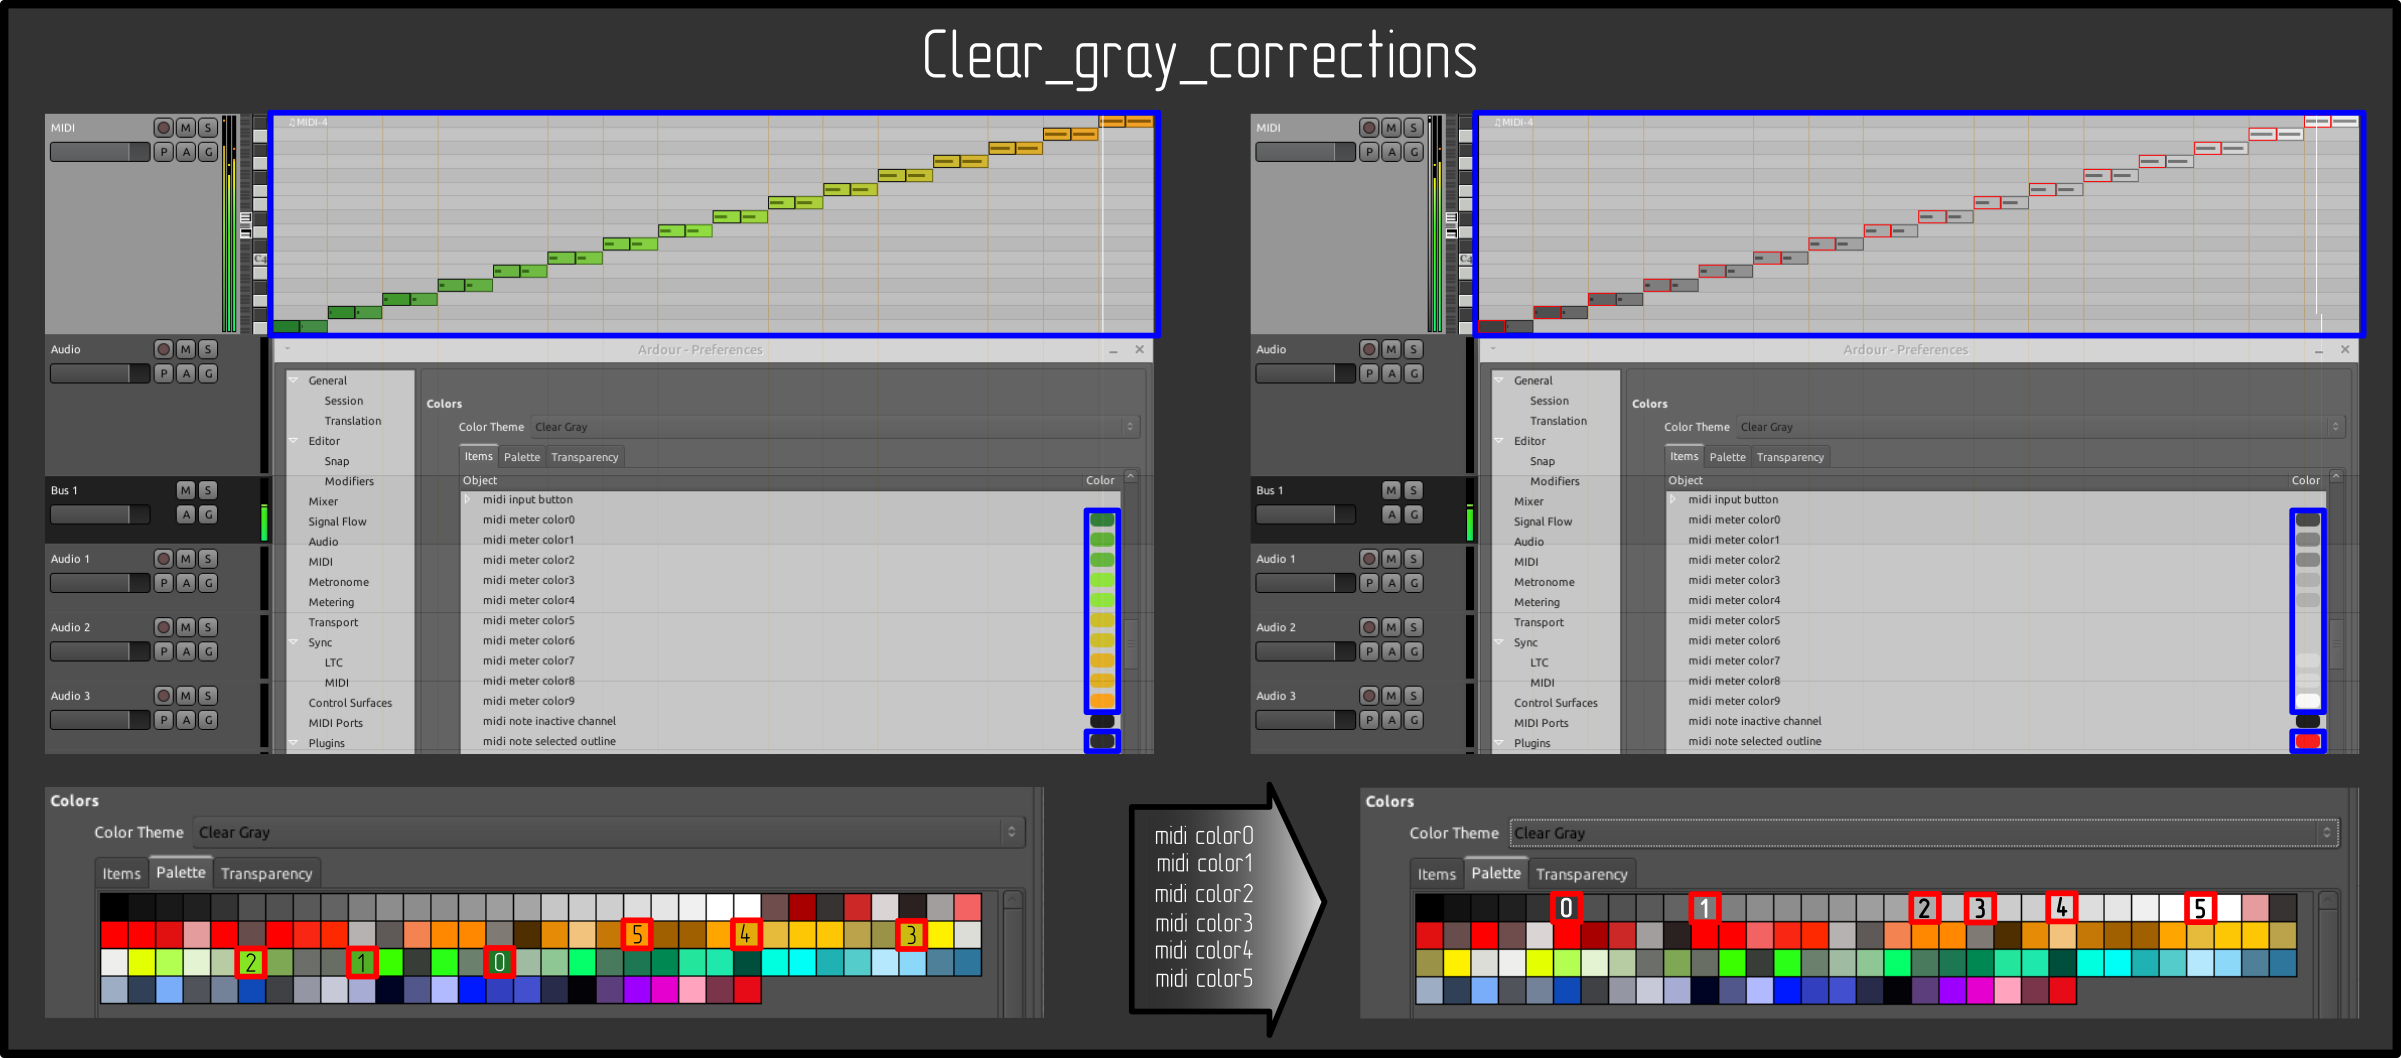 Clear_gray_corrections
MIDI M S
P A G
♫MIDI-4
C4
Audio M S
P A G
Bus 1 M S
A G
Audio 1 M S
P A G
Audio 2 M S
P A G
Audio 3 M S
P A G
Ardour - Preferences
General
Session
Translation
Editor
Snap
Modifiers
Mixer
Signal Flow
Audio
MIDI
Metronome
Metering
Transport
Sync
LTC
MIDI
Control Surfaces
MIDI Ports
Plugins
Colors
Color Theme Clear Gray
Items Palette Transparency
Object Color
midi input button
midi meter color0
midi meter color1
midi meter color2
midi meter color3
midi meter color4
midi meter color5
midi meter color6
midi meter color7
midi meter color8
midi meter color9
midi note inactive channel
midi note selected outline
MIDI M S
P A G
♫MIDI-4
C4
Audio M S
P A G
Bus 1 M S
A G
Audio 1 M S
P A G
Audio 2 M S
P A G
Audio 3 M S
P A G
Ardour - Preferences
General
Session
Translation
Editor
Snap
Modifiers
Mixer
Signal Flow
Audio
MIDI
Metronome
Metering
Transport
Sync
LTC
MIDI
Control Surfaces
MIDI Ports
Plugins
Colors
Color Theme Clear Gray
Items Palette Transparency
Object Color
midi input button
midi meter color0
midi meter color1
midi meter color2
midi meter color3
midi meter color4
midi meter color5
midi meter color6
midi meter color7
midi meter color8
midi meter color9
midi note inactive channel
midi note selected outline
Colors
Color Theme Clear Gray
Items Palette Transparency
5 4 3
2 1 0
midi color0
midi color1
midi color2
midi color3
midi color4
midi color5
Colors
Color Theme Clear Gray
Items Palette Transparency
0 1 2 3 4 5